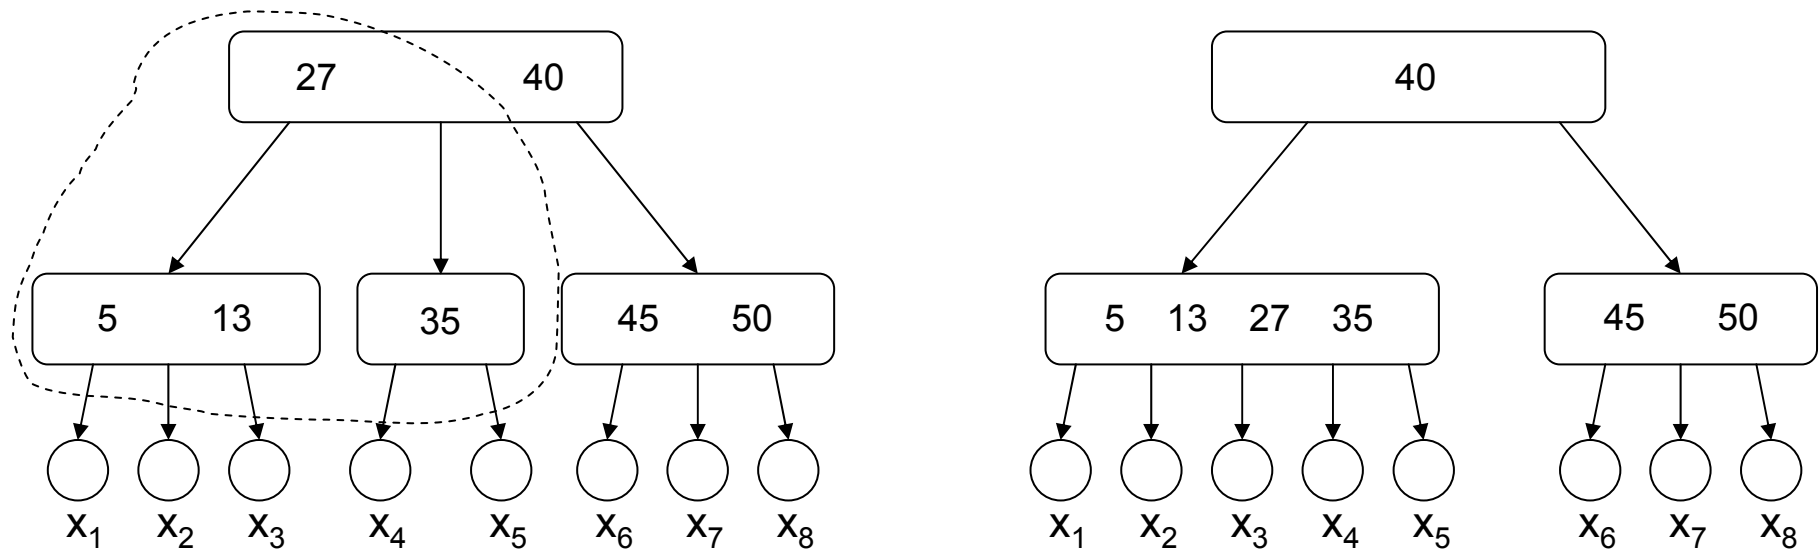 27 40
40
5 13
35
45 50
5 13 27 35
45 50
x₁ x₂ x₃ x₄ x₅ x₆ x₇ x₈
x₁ x₂ x₃ x₄ x₅ x₆ x₇ x₈